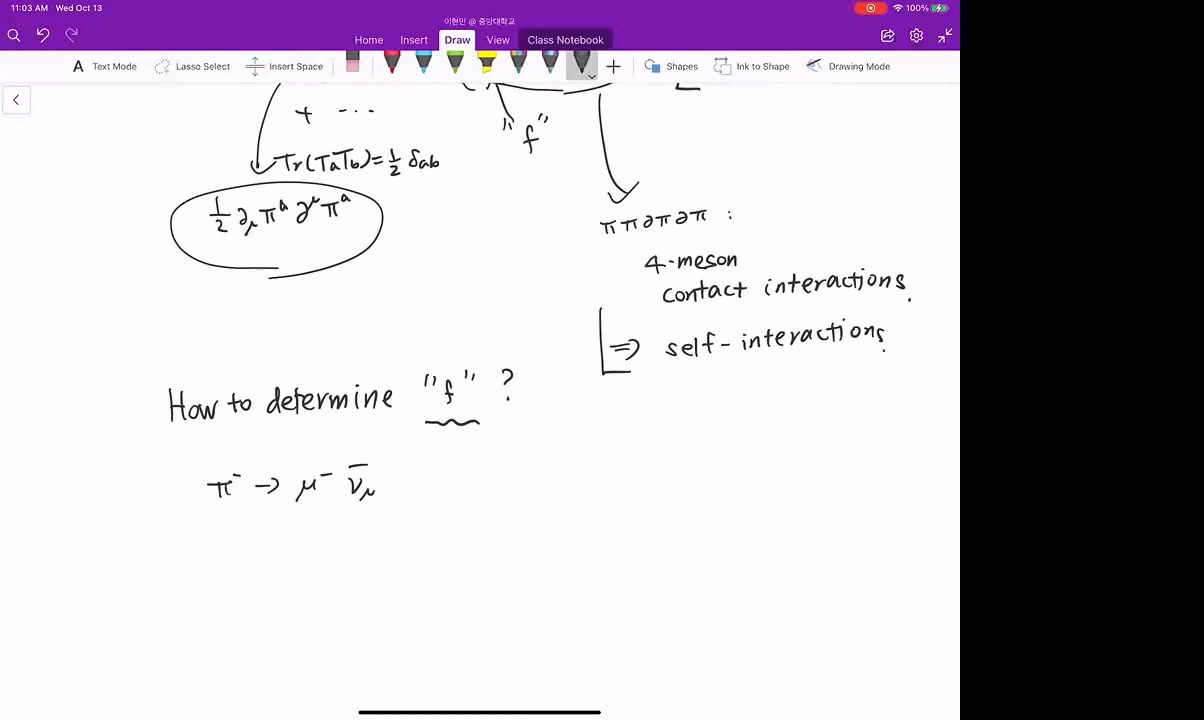 11:03 AM Wed Oct 13
100%
이현민 @ 중앙대학교
Home Insert Draw View Class Notebook
A Text Mode Lasso Select Insert Space Shapes Ink to Shape Drawing Mode
+ ...
"f"
Tr(TaTb)=½ δab
½ ∂μ πᵃ ∂^μ πᵃ
ππ∂π∂π :
4-meson
contact interactions.
⇒ self-interactions.
How to determine "f" ?
π⁻ → μ⁻ ν̄μ